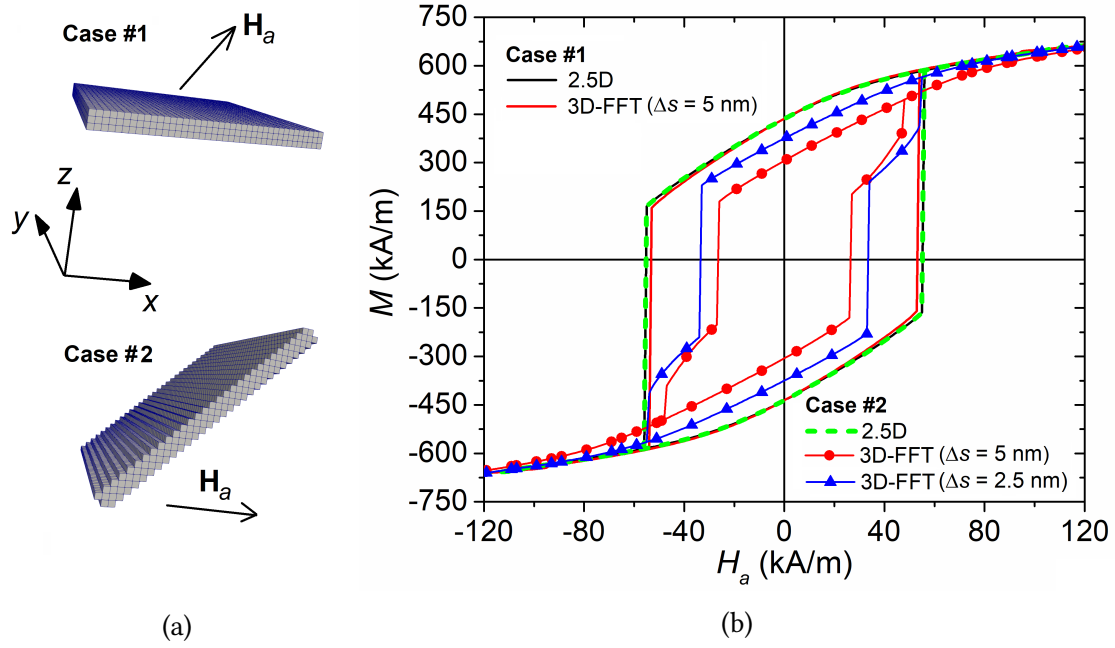 Case #1
Hₐ
z
y
x
Case #2
Hₐ
(a)
750
600
450
300
150
0
-150
-300
-450
-600
-750
M (kA/m)
Case #1
2.5D
3D-FFT (Δs = 5 nm)
Case #2
2.5D
3D-FFT (Δs = 5 nm)
3D-FFT (Δs = 2.5 nm)
-120 -80 -40 0 40 80 120
Hₐ (kA/m)
(b)